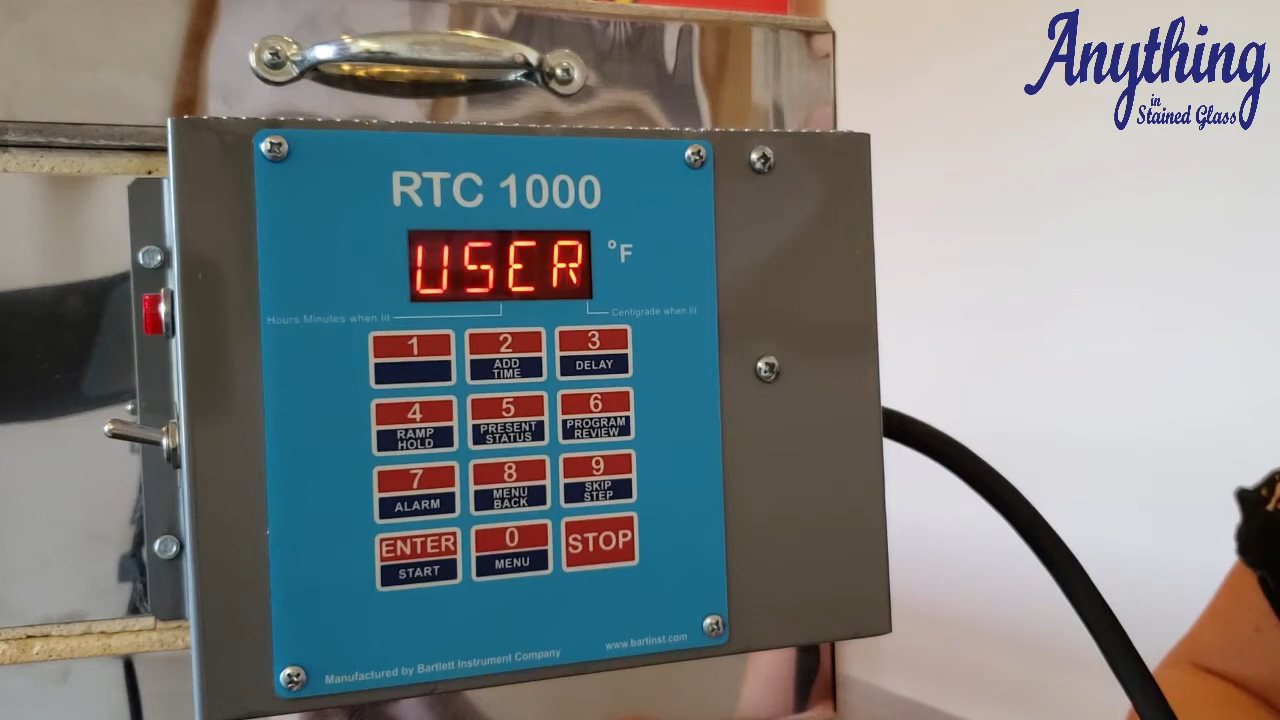 Anything
in
Stained Glass
RTC 1000
USER
°F
Hours Minutes when lit
Centigrade when lit
1
2
ADD
TIME
3
DELAY
4
RAMP
HOLD
5
PRESENT
STATUS
6
PROGRAM
REVIEW
7
ALARM
8
MENU
BACK
9
SKIP
STEP
ENTER
START
0
MENU
STOP
Manufactured by Bartlett Instrument Company
www.bartinst.com